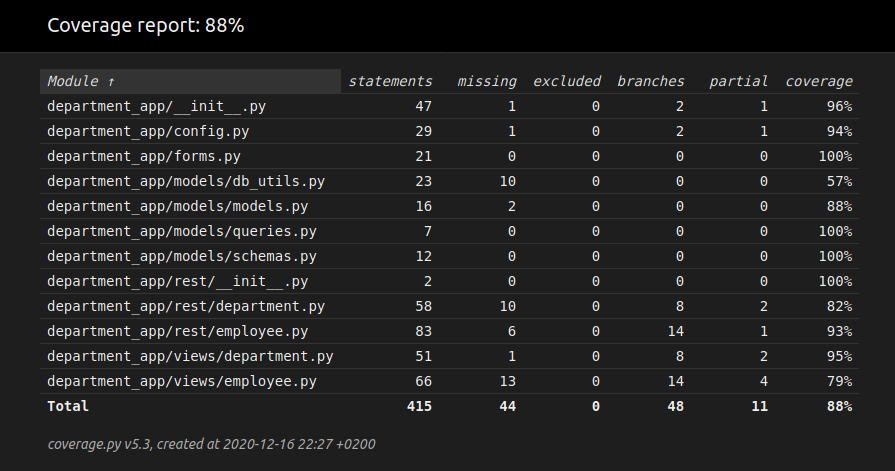 Coverage report: 88%
Module ↑ statements missing excluded branches partial coverage
department_app/__init__.py 47 1 0 2 1 96%
department_app/config.py 29 1 0 2 1 94%
department_app/forms.py 21 0 0 0 0 100%
department_app/models/db_utils.py 23 10 0 0 0 57%
department_app/models/models.py 16 2 0 0 0 88%
department_app/models/queries.py 7 0 0 0 0 100%
department_app/models/schemas.py 12 0 0 0 0 100%
department_app/rest/__init__.py 2 0 0 0 0 100%
department_app/rest/department.py 58 10 0 8 2 82%
department_app/rest/employee.py 83 6 0 14 1 93%
department_app/views/department.py 51 1 0 8 2 95%
department_app/views/employee.py 66 13 0 14 4 79%
Total 415 44 0 48 11 88%
coverage.py v5.3, created at 2020-12-16 22:27 +0200